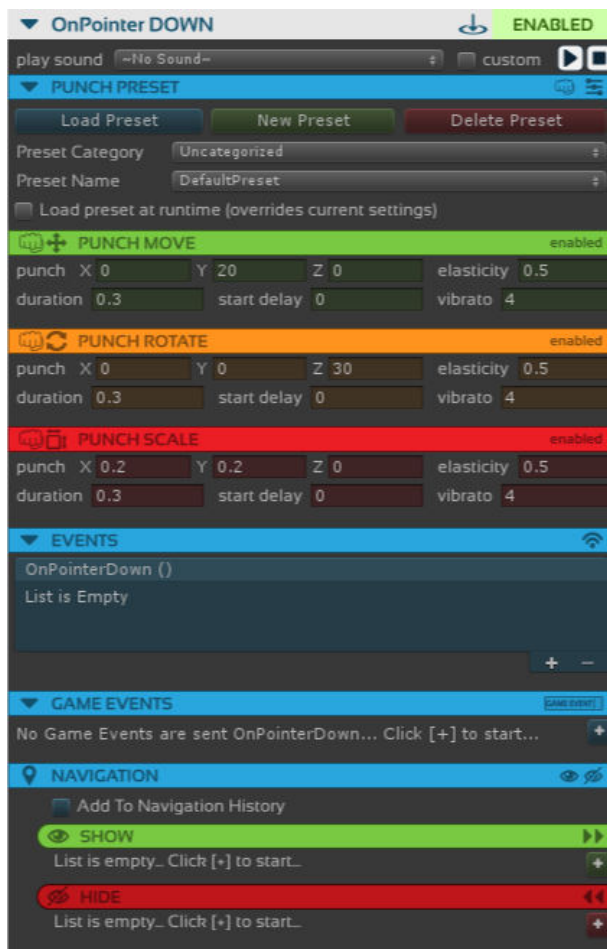 OnPointer DOWN ENABLED
play sound ~No Sound~ custom
PUNCH PRESET
Load Preset New Preset Delete Preset
Preset Category Uncategorized
Preset Name DefaultPreset
Load preset at runtime (overrides current settings)
PUNCH MOVE enabled
punch X 0 Y 20 Z 0 elasticity 0.5
duration 0.3 start delay 0 vibrato 4
PUNCH ROTATE enabled
punch X 0 Y 0 Z 30 elasticity 0.5
duration 0.3 start delay 0 vibrato 4
PUNCH SCALE enabled
punch X 0.2 Y 0.2 Z 0 elasticity 0.5
duration 0.3 start delay 0 vibrato 4
EVENTS
OnPointerDown ()
List is Empty
+ −
GAME EVENTS GAME EVENT
No Game Events are sent OnPointerDown... Click [+] to start...
+
NAVIGATION
Add To Navigation History
SHOW
List is empty... Click [+] to start...
+
HIDE
List is empty... Click [+] to start...
+